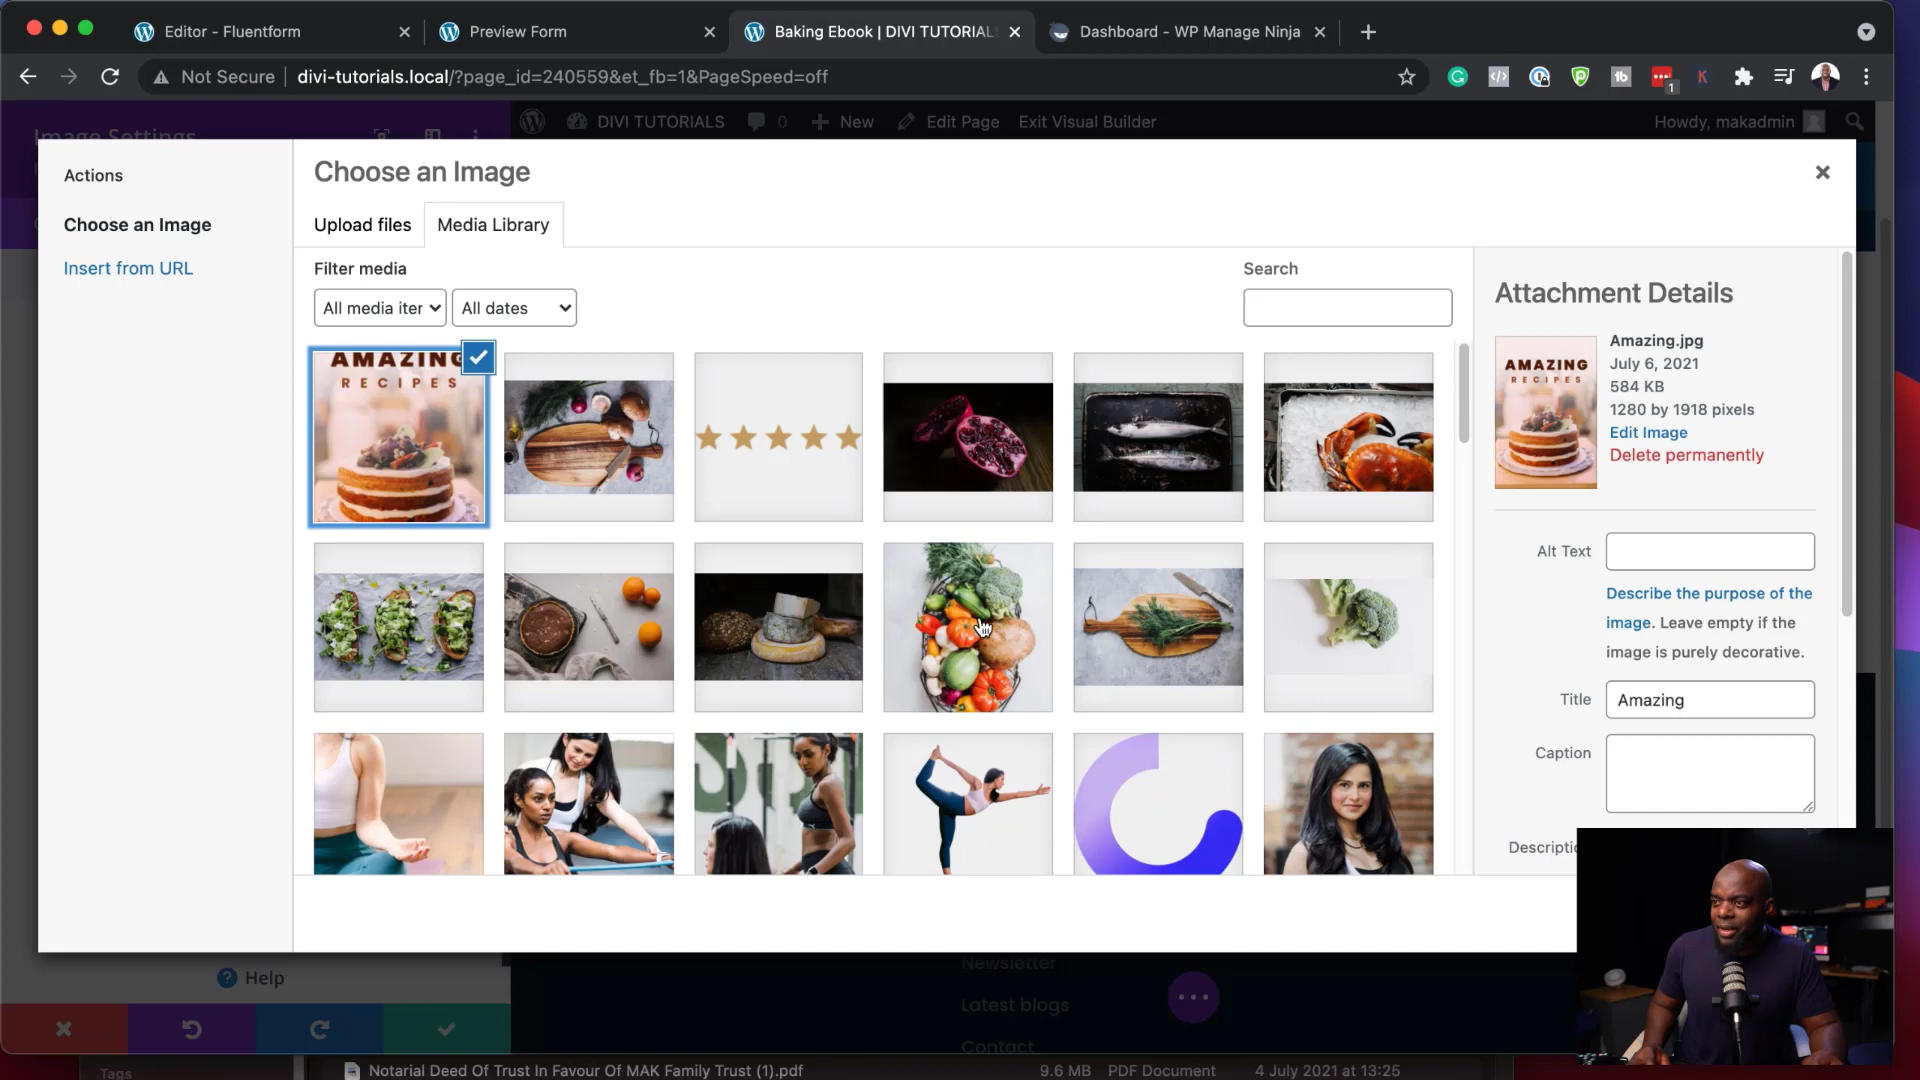 Editor - Fluentform
Preview Form
Baking Ebook | DIVI TUTORIALS
Dashboard - WP Manage Ninja
Not Secure
divi-tutorials.local/?page_id=240559&et_fb=1&PageSpeed=off
1
Image Settings
DIVI TUTORIALS
0
New
Edit Page
Exit Visual Builder
Howdy, makadmin
Actions
Choose an Image
Insert from URL
Choose an Image
Upload files
Media Library
Filter media
All media iter
All dates
Search
AMAZING
RECIPES
Attachment Details
AMAZING
RECIPES
Amazing.jpg
July 6, 2021
584 KB
1280 by 1918 pixels
Edit Image
Delete permanently
Alt Text
Describe the purpose of the
image. Leave empty if the
image is purely decorative.
Title
Amazing
Caption
Descriptio
Help
Newsletter
Latest blogs
Contact
Tags
Notarial Deed Of Trust In Favour Of MAK Family Trust (1).pdf
9.6 MB
PDF Document
4 July 2021 at 13:25